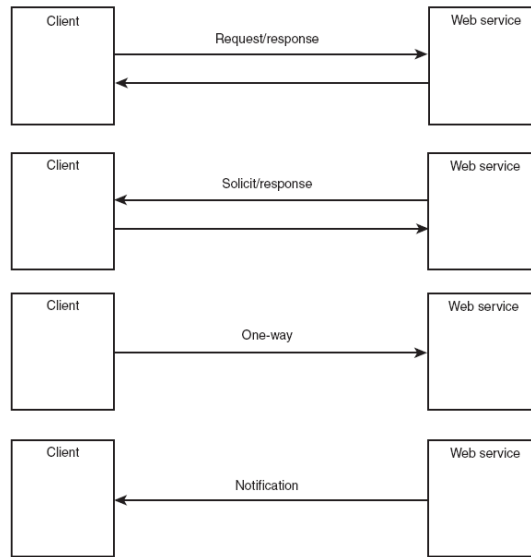 Client
Web service
Request/response
Client
Web service
Solicit/response
Client
Web service
One-way
Client
Web service
Notification